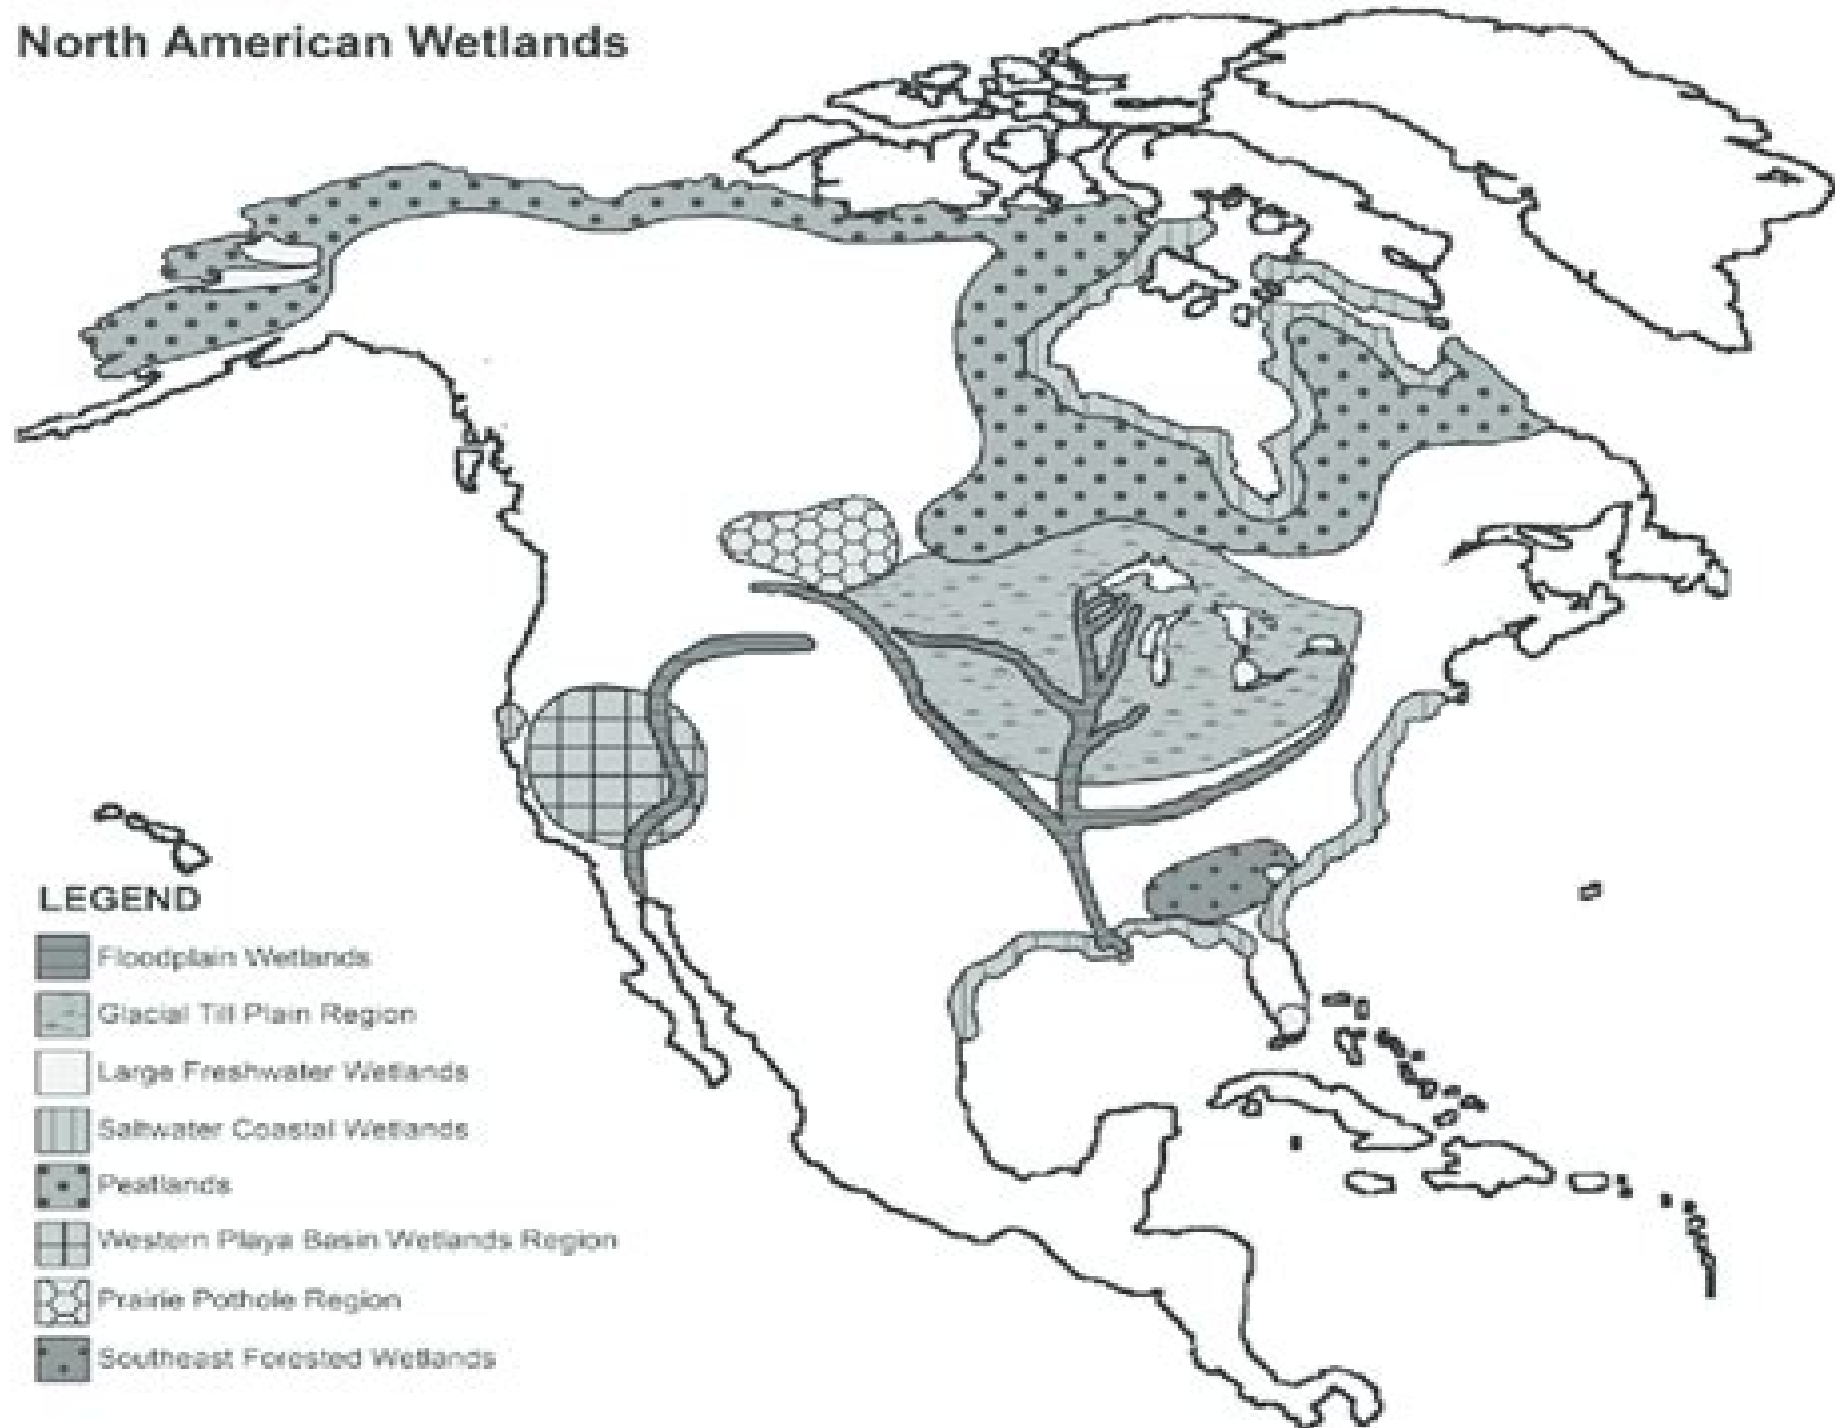 North American Wetlands
LEGEND
Floodplain Wetlands
Glacial Till Plain Region
Large Freshwater Wetlands
Saltwater Coastal Wetlands
Peatlands
Western Playa Basin Wetlands Region
Prairie Pothole Region
Southeast Forested Wetlands